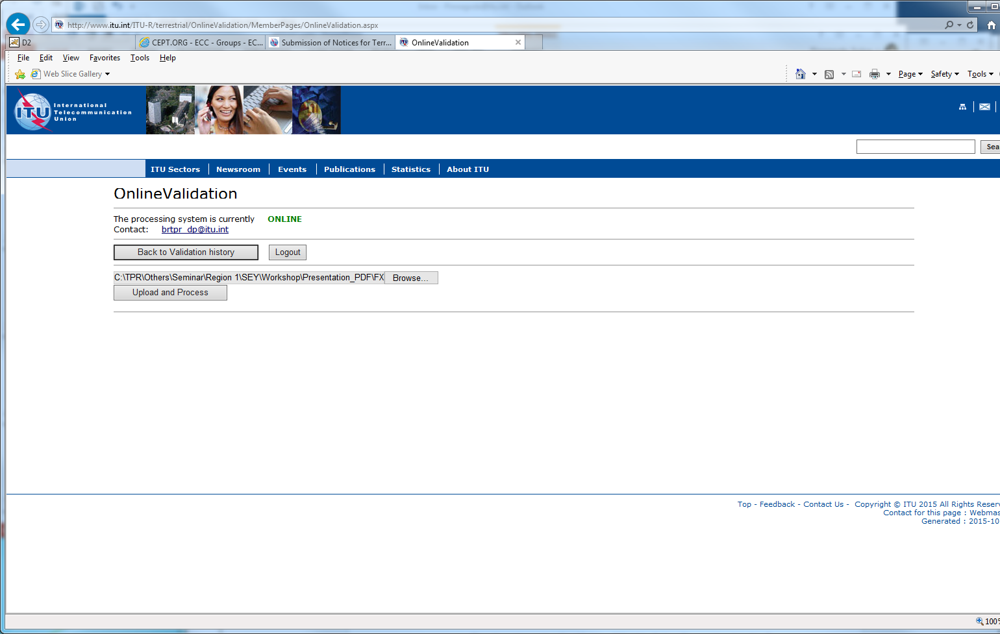 http://www.itu.int/ITU-R/terrestrial/OnlineValidation/MemberPages/OnlineValidation.aspx
D2
CEPT.ORG - ECC - Groups - EC...
Submission of Notices for Terr...
OnlineValidation
File Edit View Favorites Tools Help
Web Slice Gallery
Page Safety Tools
ITU
International
Telecommunication
Union
Sea
ITU Sectors Newsroom Events Publications Statistics About ITU
OnlineValidation
The processing system is currently ONLINE
Contact: brtpr_dp@itu.int
Back to Validation history Logout
C:\TPR\Others\Seminar\Region 1\SEY\Workshop\Presentation_PDF\FX Browse...
Upload and Process
Top - Feedback - Contact Us - Copyright © ITU 2015 All Rights Reser
Contact for this page : Webmas
Generated : 2015-10
100%